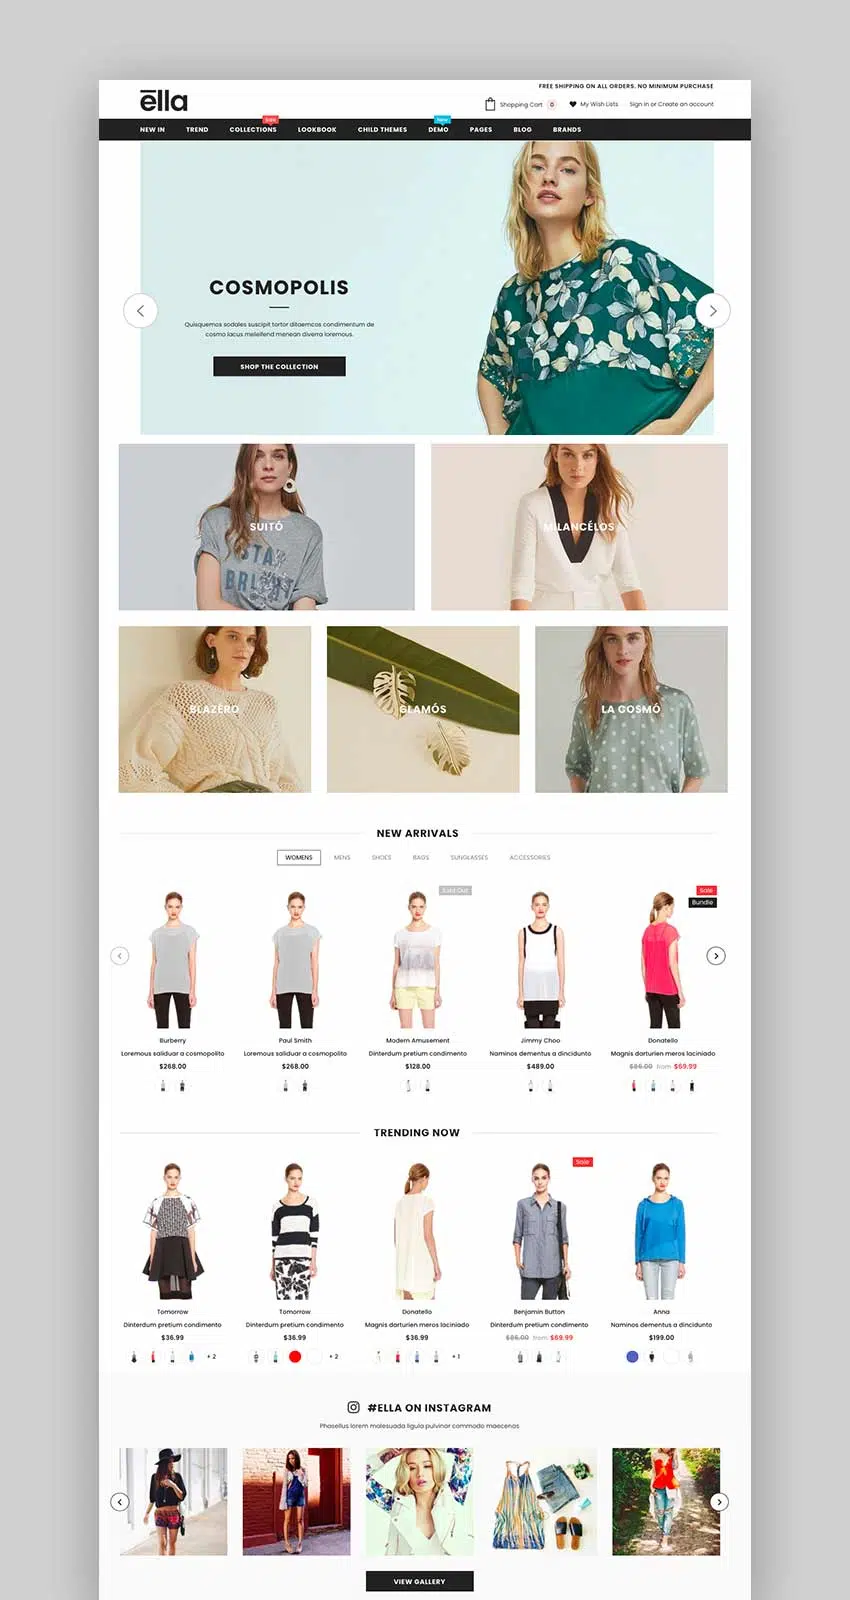 FREE SHIPPING ON ALL ORDERS. NO MINIMUM PURCHASE
ēlla
Shopping Cart 0 My Wish Lists Sign in or Create an account
Sale New
NEW IN TREND COLLECTIONS LOOKBOOK CHILD THEMES DEMO PAGES BLOG BRANDS
COSMOPOLIS
Quisquemos sodales suscipit tortor ditaemcos condimentum de
cosmo lacus meleifend menean diverra loremous.
SHOP THE COLLECTION
SUITÓ
MILANCÉLOS
BLAZÉRO
GLAMÓS
LA COSMÓ
NEW ARRIVALS
WOMENS MENS SHOES BAGS SUNGLASSES ACCESSORIES
Sold Out Sale
Bundle
Burberry Paul Smith Modern Amusement Jimmy Choo Donatello
Loremous saliduar a cosmopolito Loremous saliduar a cosmopolito Dinterdum pretium condimento Naminos dementus a dincidunto Magnis darturien meros laciniado
$268.00 $268.00 $128.00 $489.00 $86.00 from $69.99
TRENDING NOW
Sale
Tomorrow Tomorrow Donatello Benjamin Button Anna
Dinterdum pretium condimento Dinterdum pretium condimento Magnis darturien meros laciniado Dinterdum pretium condimento Naminos dementus a dincidunto
$36.99 $36.99 $36.99 $86.00 from $69.99 $199.00
+ 2 + 2 + 1
#ELLA ON INSTAGRAM
Phasellus lorem malesuada ligula pulvinar commodo maecenas
VIEW GALLERY